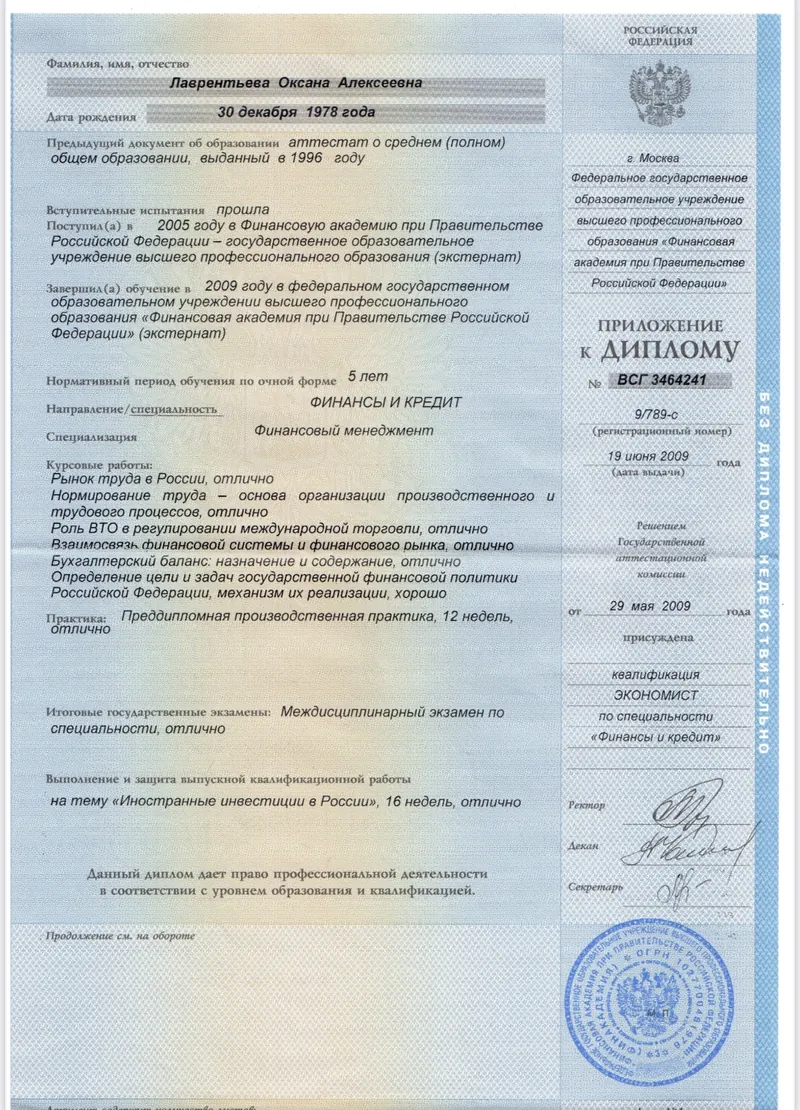 Фамилия, имя, отчество
Лаврентьева Оксана Алексеевна
Дата рождения 30 декабря 1978 года
Предыдущий документ об образовании аттестат о среднем (полном)
общем образовании, выданный в 1996 году
Вступительные испытания прошла
Поступил(а) в 2005 году в Финансовую академию при Правительстве
Российской Федерации – государственное образовательное
учреждение высшего профессионального образования (экстернат)
Завершил(а) обучение в 2009 году в федеральном государственном
образовательном учреждении высшего профессионального
образования «Финансовая академия при Правительстве Российской
Федерации» (экстернат)
Нормативный период обучения по очной форме 5 лет
Направление/специальность ФИНАНСЫ И КРЕДИТ
Специализация Финансовый менеджмент
Курсовые работы:
Рынок труда в России, отлично
Нормирование труда – основа организации производственного и
трудового процессов, отлично
Роль ВТО в регулировании международной торговли, отлично
Взаимосвязь финансовой системы и финансового рынка, отлично
Бухгалтерский баланс: назначение и содержание, отлично
Определение цели и задач государственной финансовой политики
Российской Федерации, механизм их реализации, хорошо
Практика: Преддипломная производственная практика, 12 недель,
отлично
Итоговые государственные экзамены: Междисциплинарный экзамен по
специальности, отлично
Выполнение и защита выпускной квалификационной работы
на тему «Иностранные инвестиции в России», 16 недель, отлично
Данный диплом дает право профессиональной деятельности
в соответствии с уровнем образования и квалификацией.
Продолжение см. на обороте
РОССИЙСКАЯ
ФЕДЕРАЦИЯ
г. Москва
Федеральное государственное
образовательное учреждение
высшего профессионального
образования «Финансовая
академия при Правительстве
Российской Федерации»
ПРИЛОЖЕНИЕ
К ДИПЛОМУ
№ ВСГ 3464241
9/789-с
(регистрационный номер)
19 июня 2009 года
(дата выдачи)
Решением
Государственной
аттестационной
комиссии
от 29 мая 2009 года
присуждена
квалификация
ЭКОНОМИСТ
по специальности
«Финансы и кредит»
Ректор
Декан
Секретарь
М.П.
БЕЗ ДИПЛОМА НЕДЕЙСТВИТЕЛЬНО